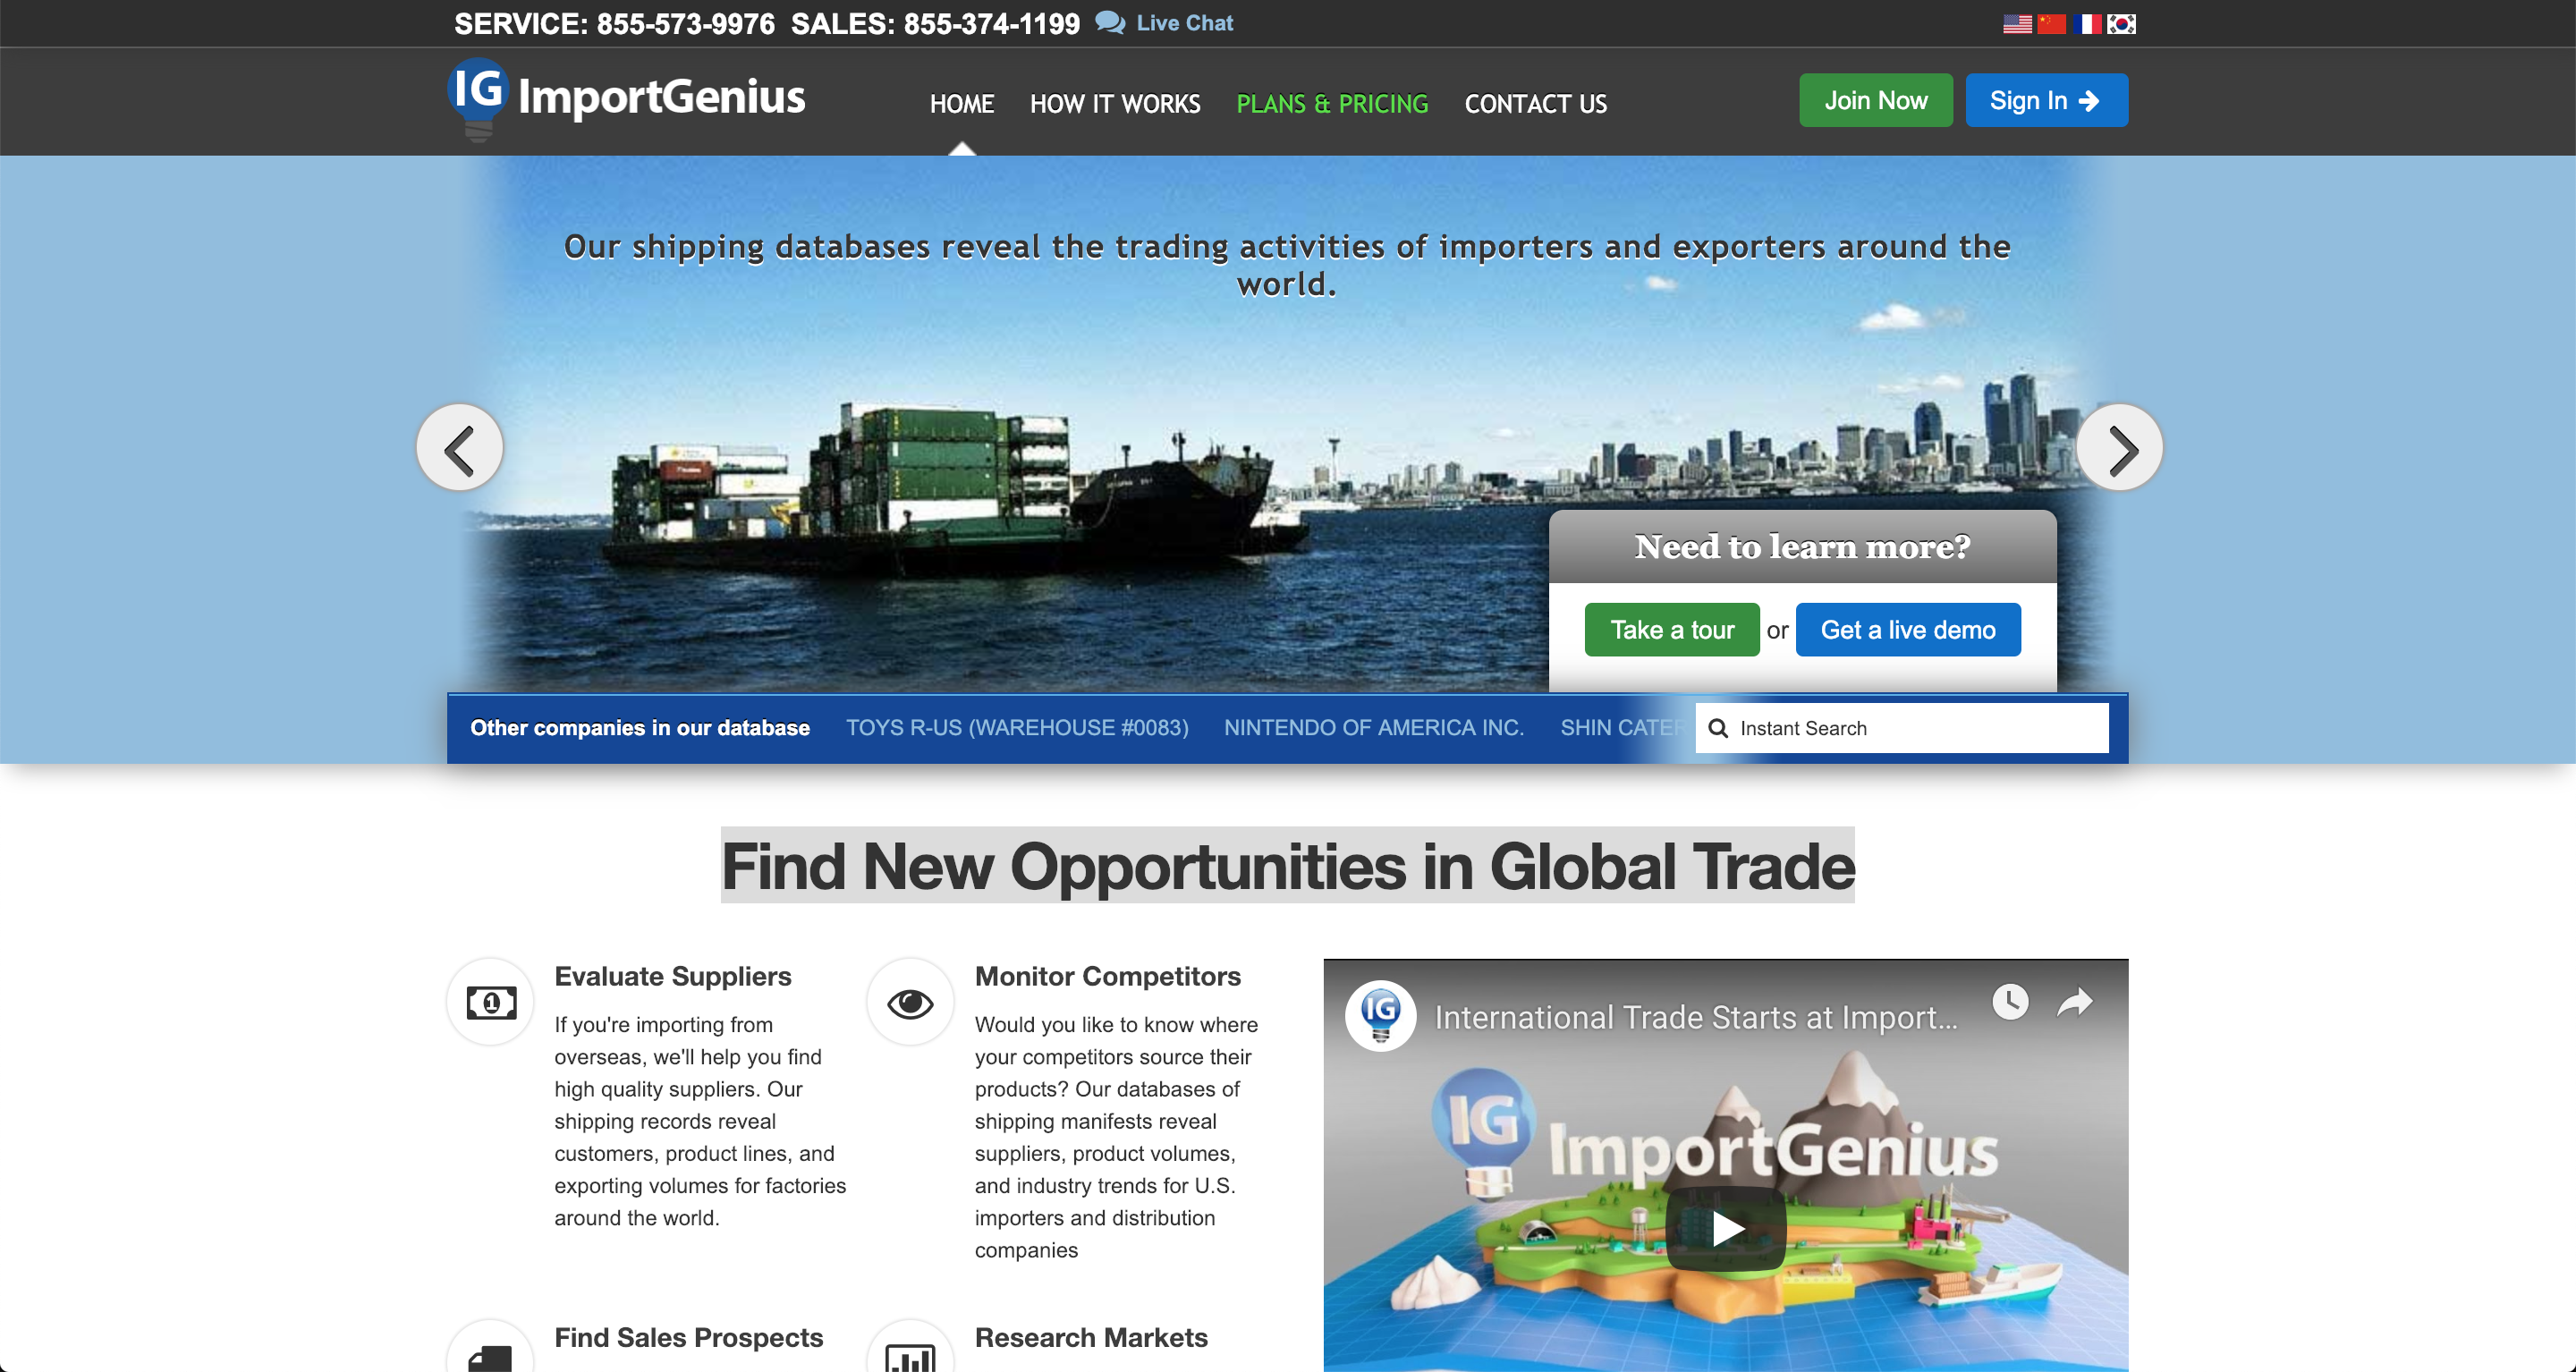 SERVICE: 855-573-9976 SALES: 855-374-1199 Live Chat
IG ImportGenius
HOME HOW IT WORKS PLANS & PRICING CONTACT US
Join Now Sign In
Our shipping databases reveal the trading activities of importers and exporters around the
world.
Need to learn more?
Take a tour or Get a live demo
Other companies in our database TOYS R-US (WAREHOUSE #0083) NINTENDO OF AMERICA INC. SHIN CATER
Instant Search
Find New Opportunities in Global Trade
Evaluate Suppliers
If you're importing from
overseas, we'll help you find
high quality suppliers. Our
shipping records reveal
customers, product lines, and
exporting volumes for factories
around the world.
Monitor Competitors
Would you like to know where
your competitors source their
products? Our databases of
shipping manifests reveal
suppliers, product volumes,
and industry trends for U.S.
importers and distribution
companies
IG International Trade Starts at Import...
IG ImportGenius
Find Sales Prospects
Research Markets